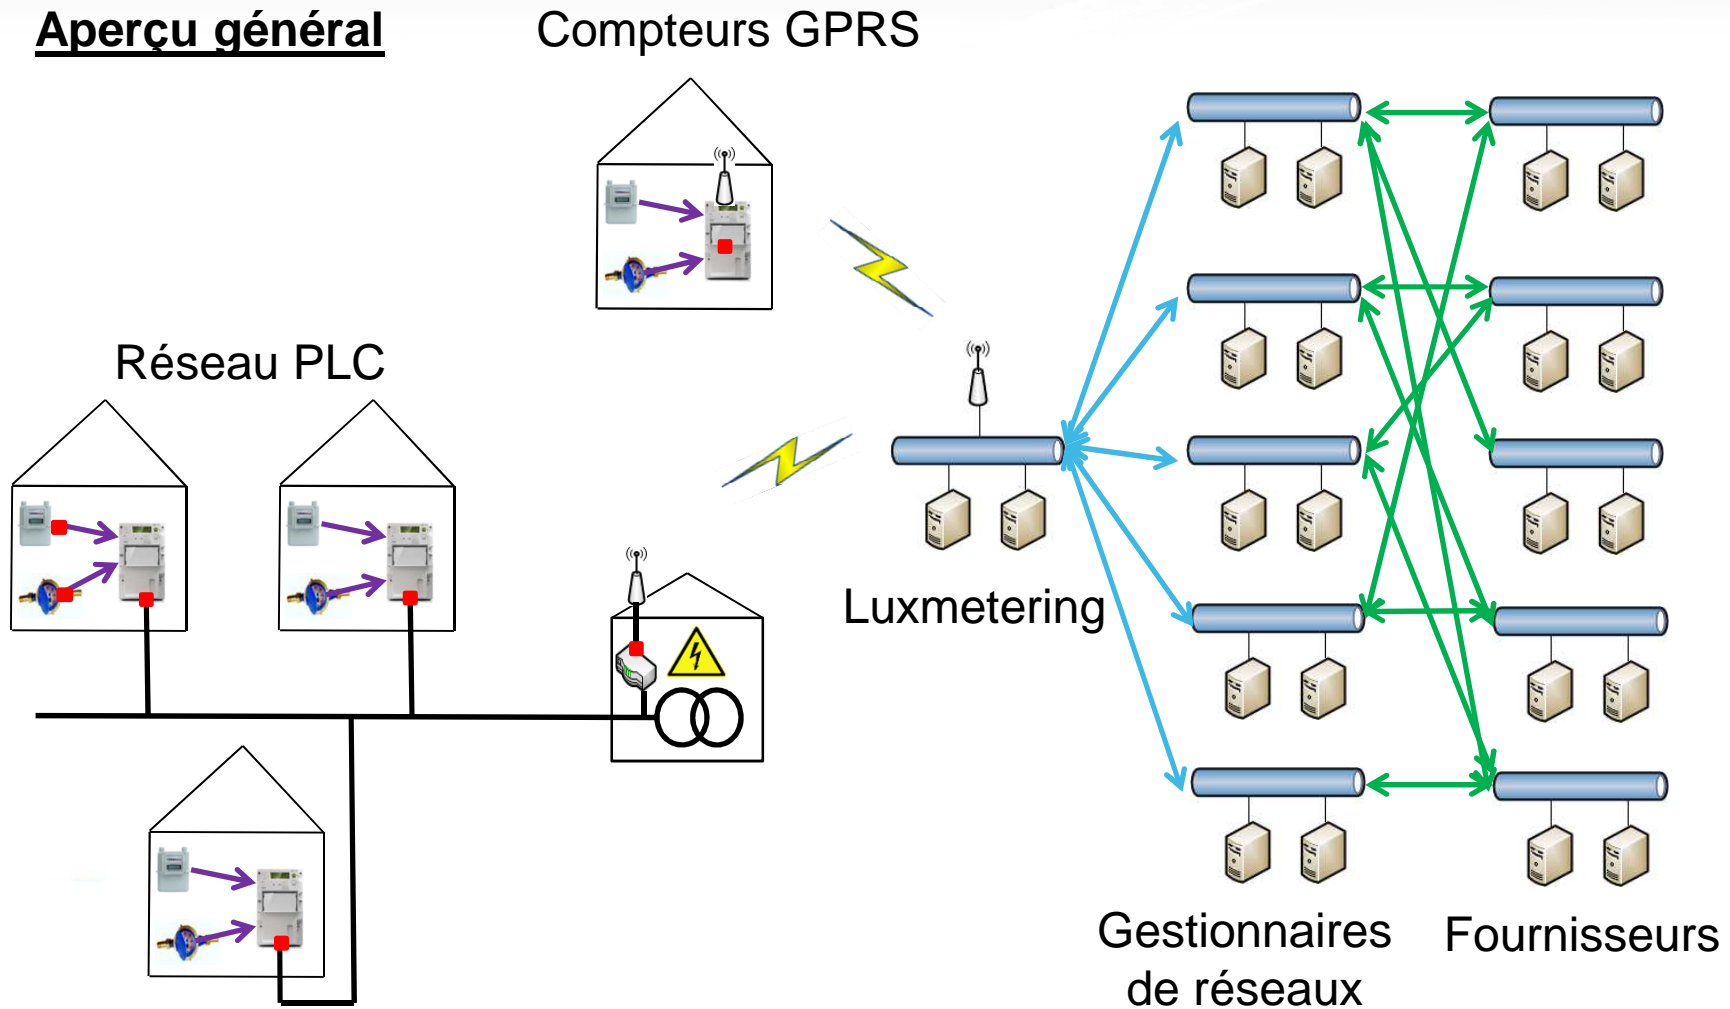 Aperçu général
Compteurs GPRS
Réseau PLC
Luxmetering
Gestionnaires
de réseaux
Fournisseurs